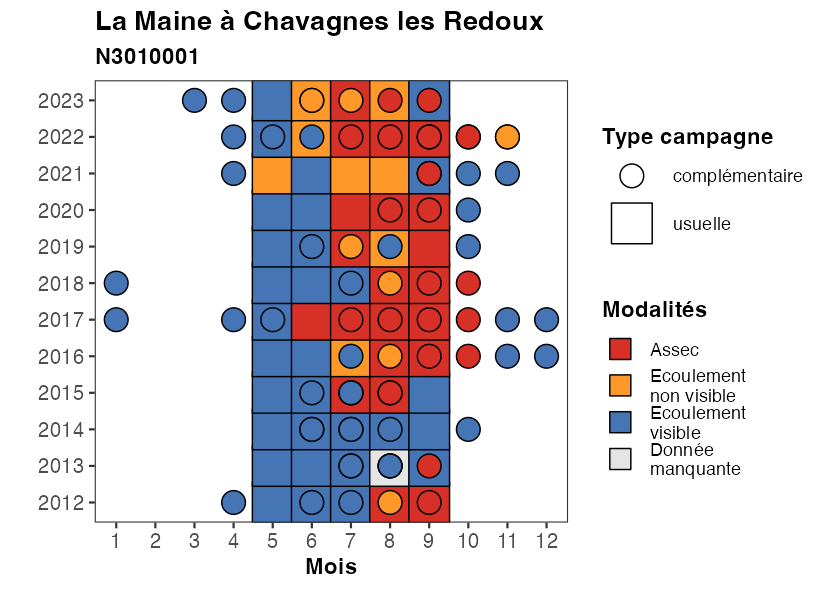 La Maine à Chavagnes les Redoux
N3010001
2023
2022
2021
2020
2019
2018
2017
2016
2015
2014
2013
2012
1 2 3 4 5 6 7 8 9 10 11 12
Mois
Type campagne
complémentaire
usuelle
Modalités
Assec
Ecoulement
non visible
Ecoulement
visible
Donnée
manquante